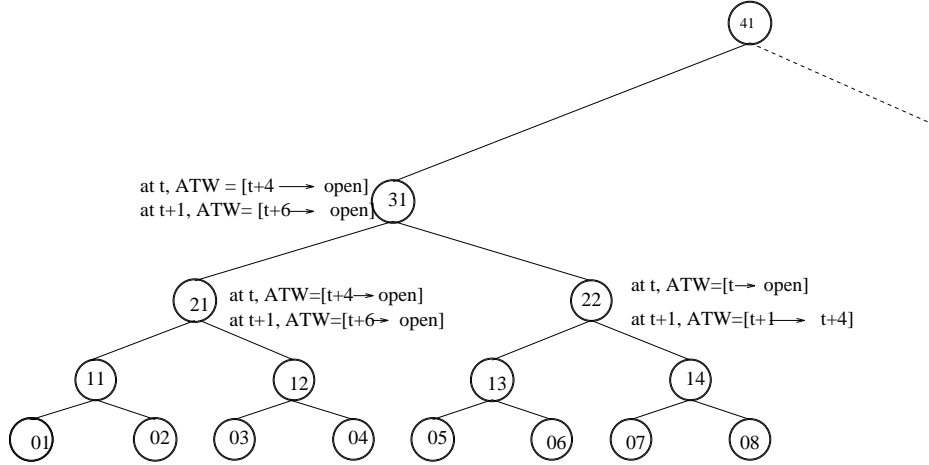 41
at t, ATW = [t+4 → open]
at t+1, ATW= [t+6→ open]
31
21
at t, ATW=[t+4→ open]
at t+1, ATW=[t+6→ open]
22
at t, ATW=[t→ open]
at t+1, ATW=[t+1→ t+4]
11
12
13
14
01
02
03
04
05
06
07
08